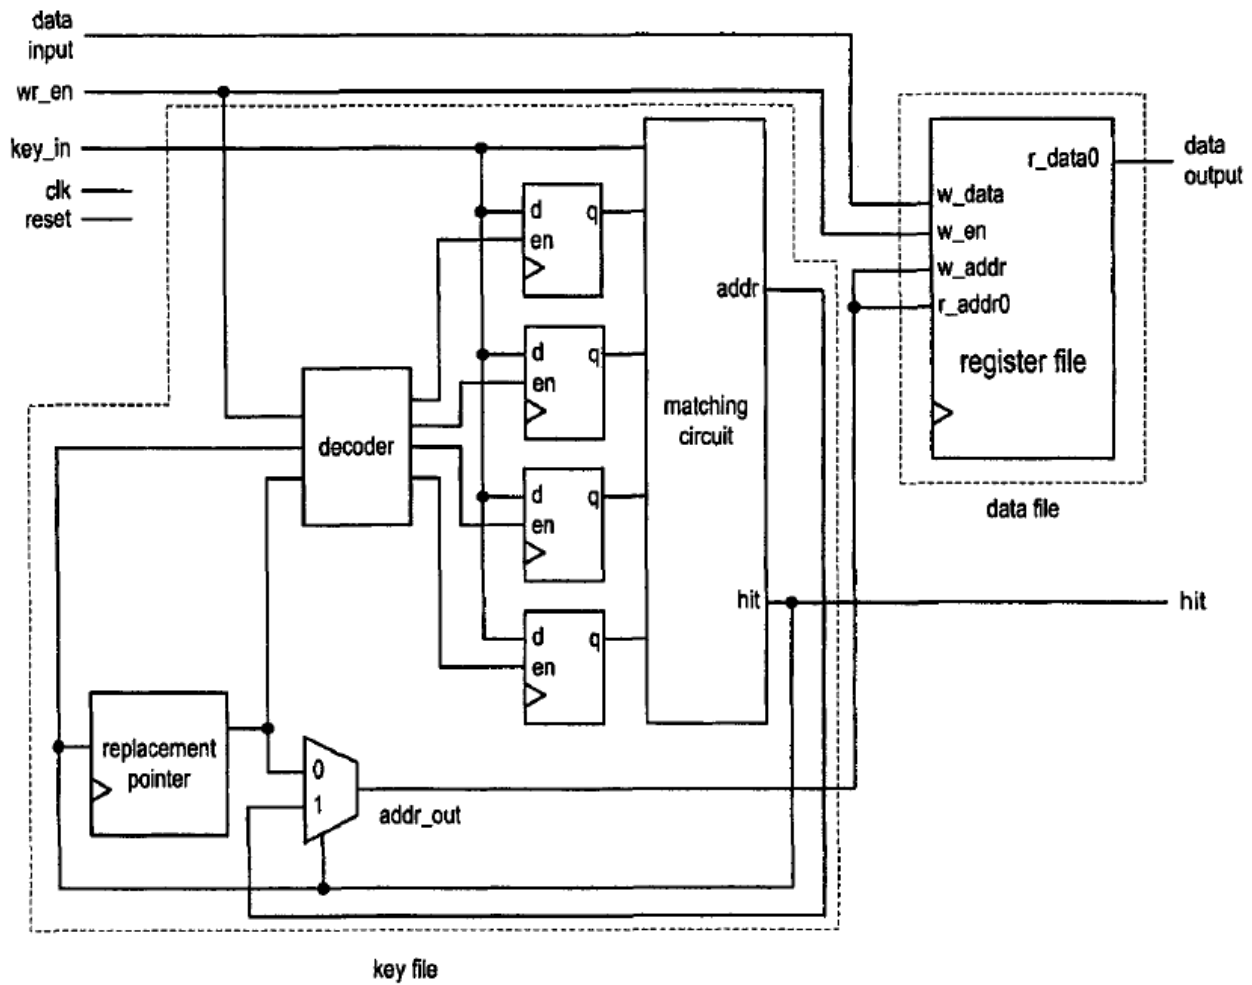 data
input
wr_en
key_in
clk
reset
d q
en
d q
en
d q
en
d q
en
decoder
replacement
pointer
0
1
addr_out
addr
matching
circuit
hit
hit
key file
r_data0
w_data
w_en
w_addr
r_addr0
register file
data file
data
output